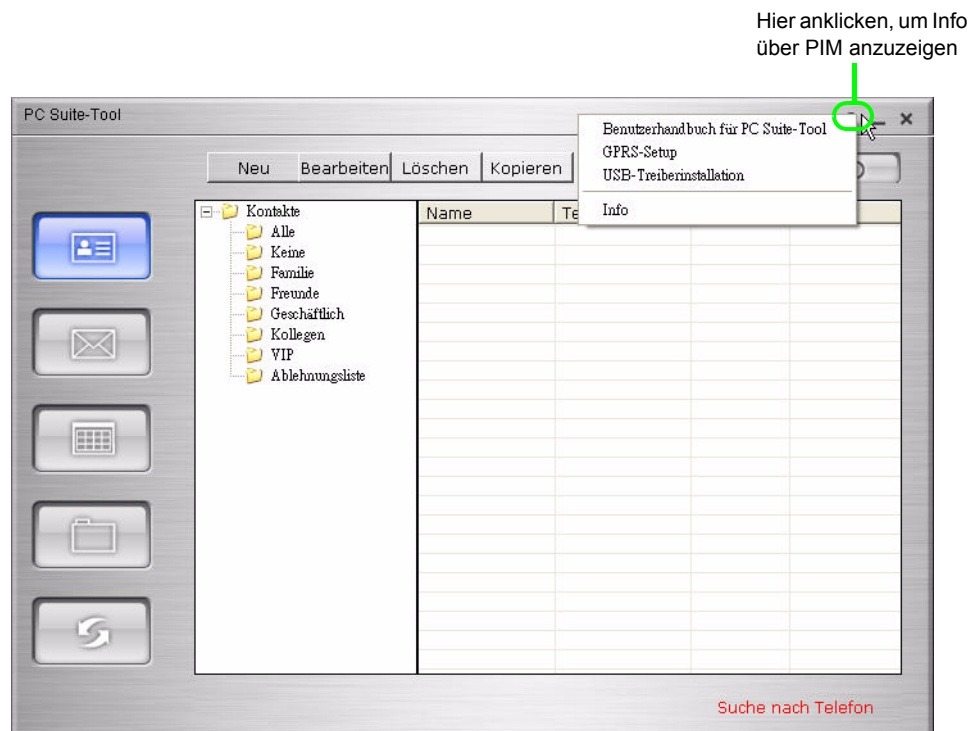 Hier anklicken, um Info
über PIM anzuzeigen
PC Suite-Tool
Benutzerhandbuch für PC Suite-Tool
GPRS-Setup
USB-Treiberinstallation
Info
Neu Bearbeiten Löschen Kopieren
Kontakte
Alle
Keine
Familie
Freunde
Geschäftlich
Kollegen
VIP
Ablehnungsliste
Name
Suche nach Telefon